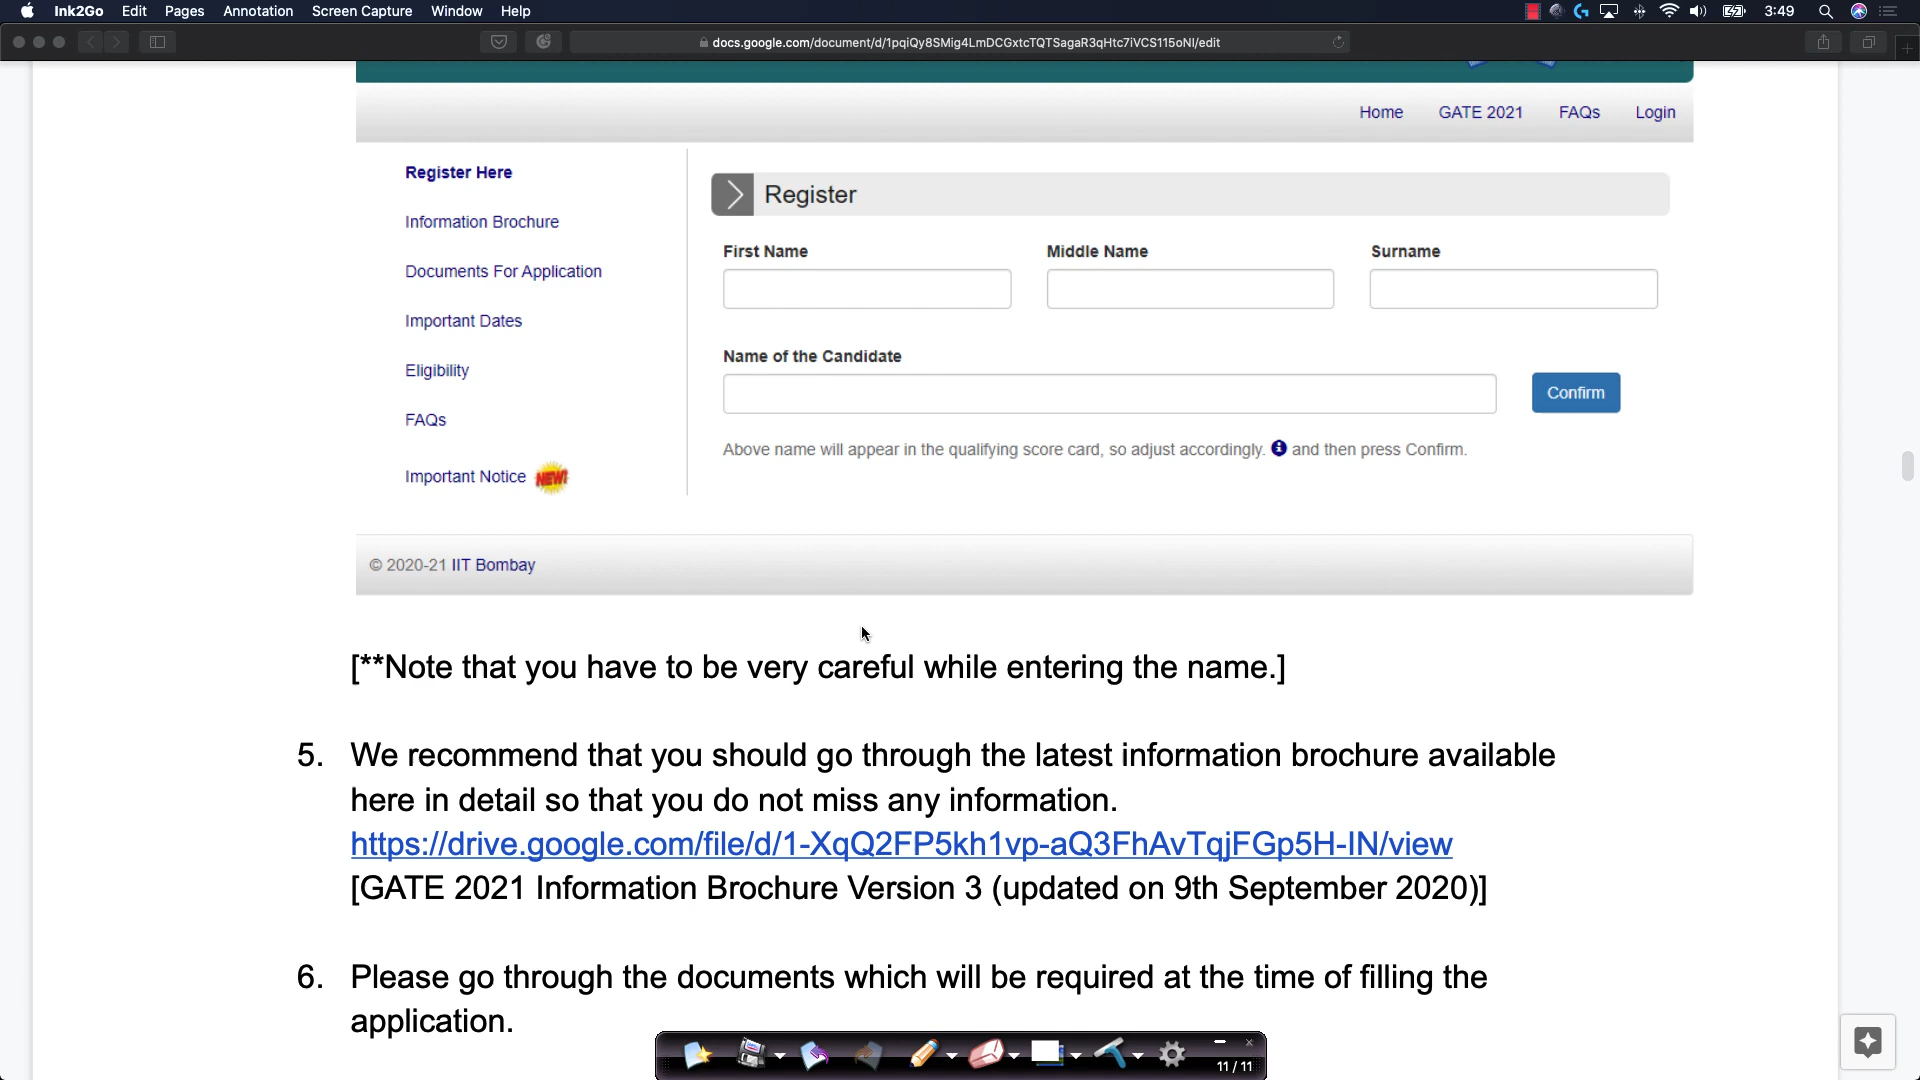 Ink2Go Edit Pages Annotation Screen Capture Window Help 3:49
docs.google.com/document/d/1pqiQy8SMig4LmDCGxtcTQTSagaR3qHtc7iVCS115oNI/edit
Home GATE 2021 FAQs Login
Register Here
Information Brochure
Documents For Application
Important Dates
Eligibility
FAQs
Important Notice NEW!
Register
First Name Middle Name Surname
Name of the Candidate
Confirm
Above name will appear in the qualifying score card, so adjust accordingly. and then press Confirm.
© 2020-21 IIT Bombay
[**Note that you have to be very careful while entering the name.]
5. We recommend that you should go through the latest information brochure available
here in detail so that you do not miss any information.
https://drive.google.com/file/d/1-XqQ2FP5kh1vp-aQ3FhAvTqjFGp5H-IN/view
[GATE 2021 Information Brochure Version 3 (updated on 9th September 2020)]
6. Please go through the documents which will be required at the time of filling the
application.
11 / 11